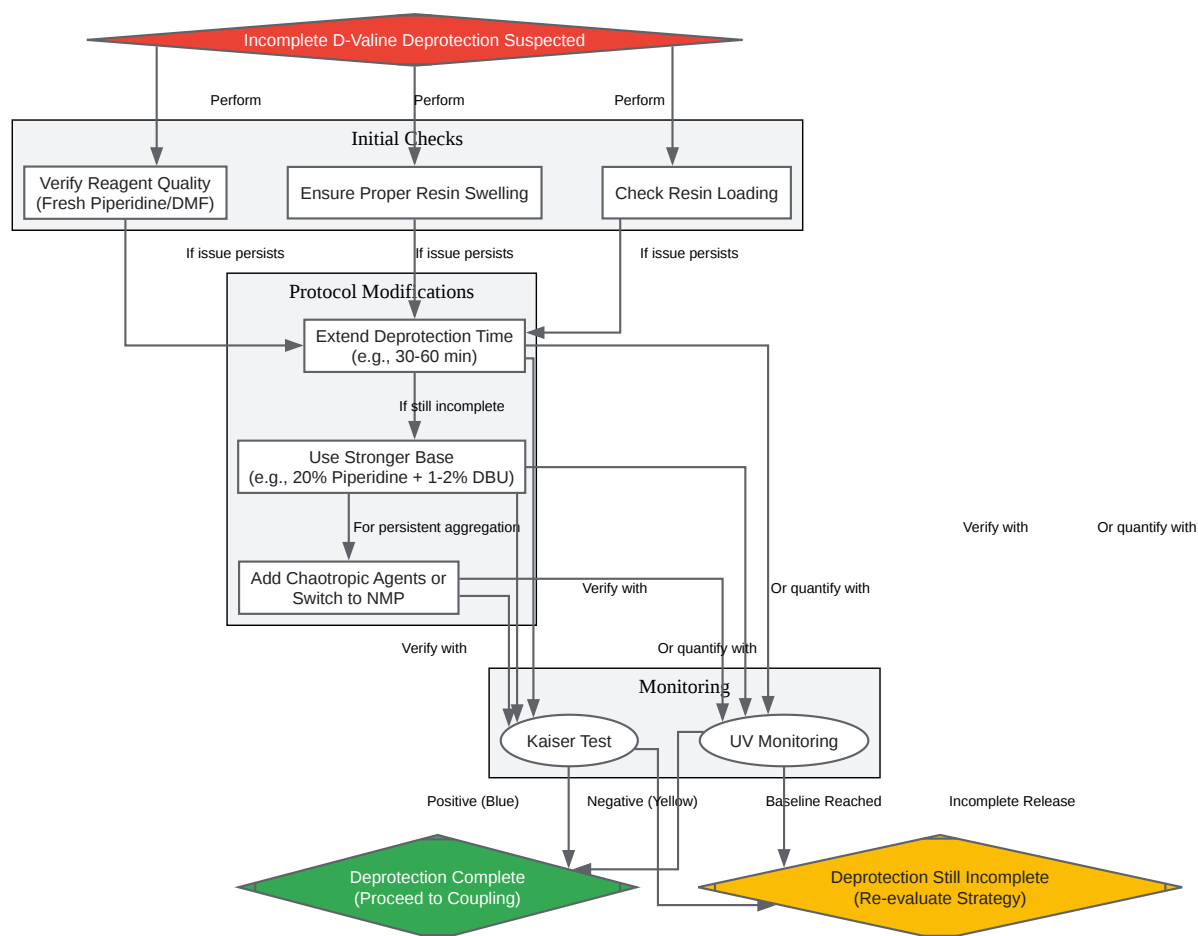 Incomplete D-Valine Deprotection Suspected
Perform
Perform
Perform
Initial Checks
Verify Reagent Quality
(Fresh Piperidine/DMF)
Ensure Proper Resin Swelling
Check Resin Loading
If issue persists
If issue persists
If issue persists
Protocol Modifications
Extend Deprotection Time
(e.g., 30-60 min)
If still incomplete
Use Stronger Base
(e.g., 20% Piperidine + 1-2% DBU)
For persistent aggregation
Verify with
Or quantify with
Add Chaotropic Agents or
Switch to NMP
Verify with
Or quantify with
Verify with
Or quantify with
Monitoring
Kaiser Test
UV Monitoring
Positive (Blue)
Negative (Yellow)
Baseline Reached
Incomplete Release
Deprotection Complete
(Proceed to Coupling)
Deprotection Still Incomplete
(Re-evaluate Strategy)